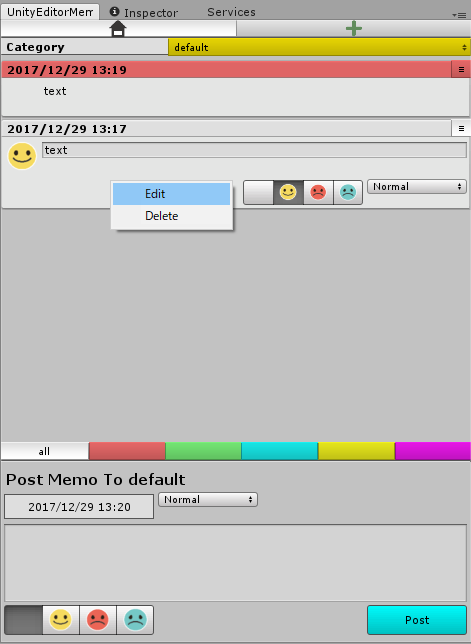 UnityEditorMem Inspector Services
Category default
2017/12/29 13:19
text
2017/12/29 13:17
text
Normal
Edit
Delete
all
Post Memo To default
2017/12/29 13:20 Normal
Post